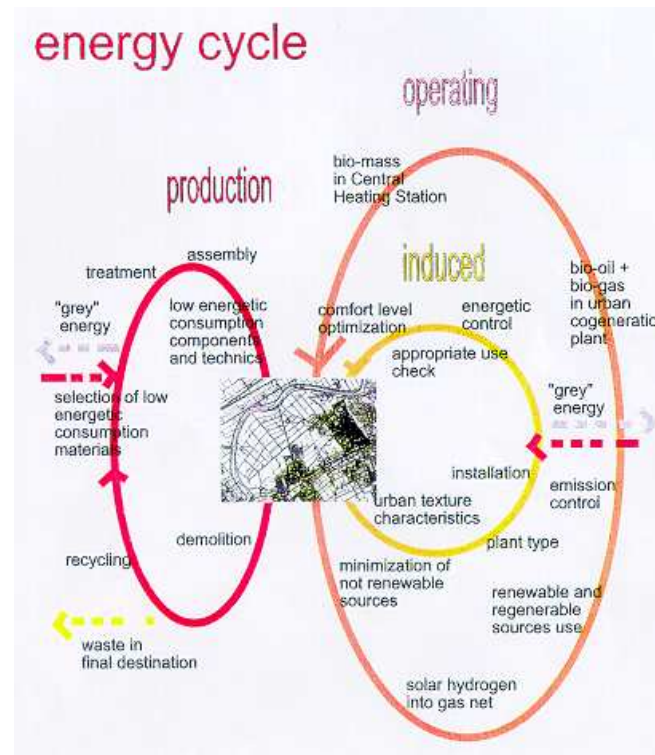 energy cycle
operating
bio-mass
in Central
Heating Station
production
induced
assembly
treatment
bio-oil +
bio-gas
in urban
cogeneratic
plant
"grey"
energy
low energetic
consumption
components
and technics
comfort level
optimization
energetic
control
appropriate use
check
selection of low
energetic
consumption
materials
"grey"
energy
installation
emission
control
urban texture
characteristics
plant type
demolition
recycling
minimization of
not renewable
sources
renewable and
regenerable
sources use
waste in
final destination
solar hydrogen
into gas net